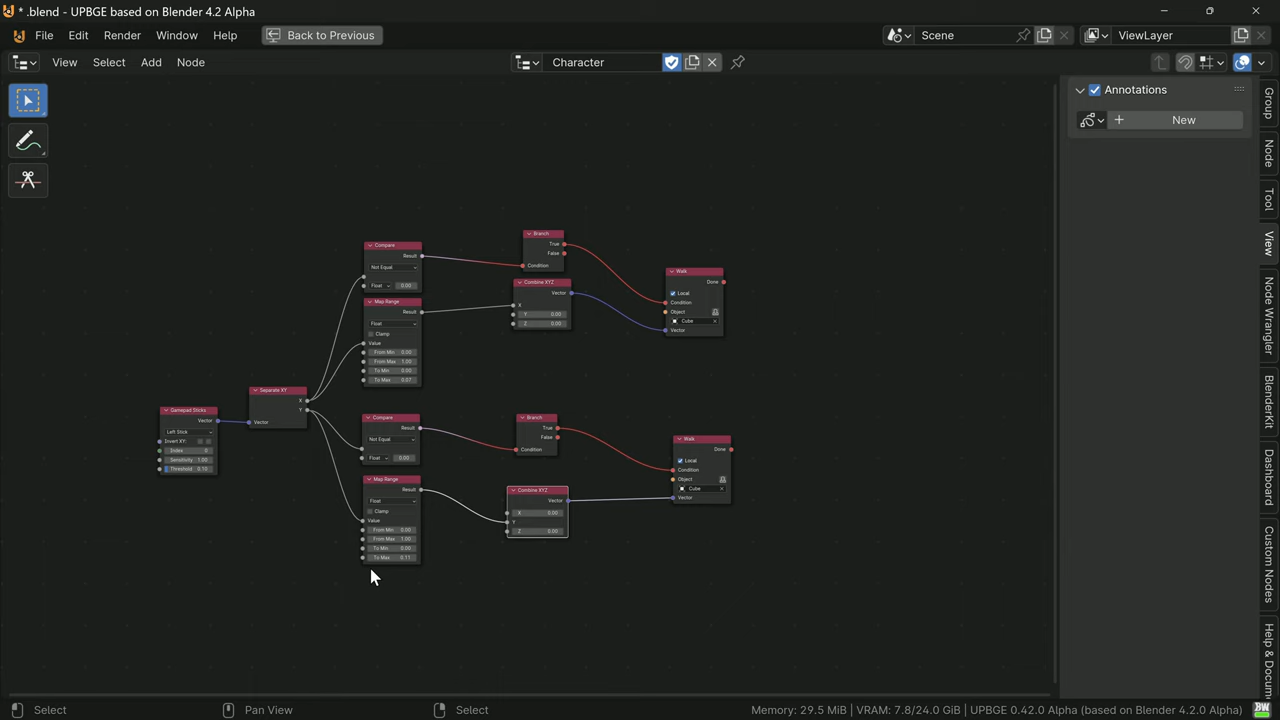 * .blend - UPBGE based on Blender 4.2 Alpha
File Edit Render Window Help Back to Previous Scene ViewLayer
View Select Add Node Character
Annotations
New
Group
Node
Tool
View
Node Wrangler
BlenderKit
Dashboard
Custom Nodes
Help & Docum
Compare
Result
Not Equal
Float 0.00
Map Range
Result
Float
Clamp
Value
From Min 0.00
From Max 1.00
To Min 0.00
To Max 0.07
Branch
True
False
Condition
Combine XYZ
Vector
X
Y 0.00
Z 0.00
Walk
Done
Local
Condition
Object
Cube
Vector
Separate XY
X
Y
Vector
Gamepad Sticks
Vector
Left Stick
Invert XY:
Index 0
Sensitivity 1.00
Threshold 0.10
Compare
Result
Not Equal
Float 0.00
Map Range
Result
Float
Clamp
Value
From Min 0.00
From Max 1.00
To Min 0.00
To Max 0.11
Branch
True
False
Condition
Combine XYZ
Vector
X 0.00
Y
Z 0.00
Walk
Done
Local
Condition
Object
Cube
Vector
Select Pan View Select Memory: 29.5 MiB | VRAM: 7.8/24.0 GiB | UPBGE 0.42.0 Alpha (based on Blender 4.2.0 Alpha)